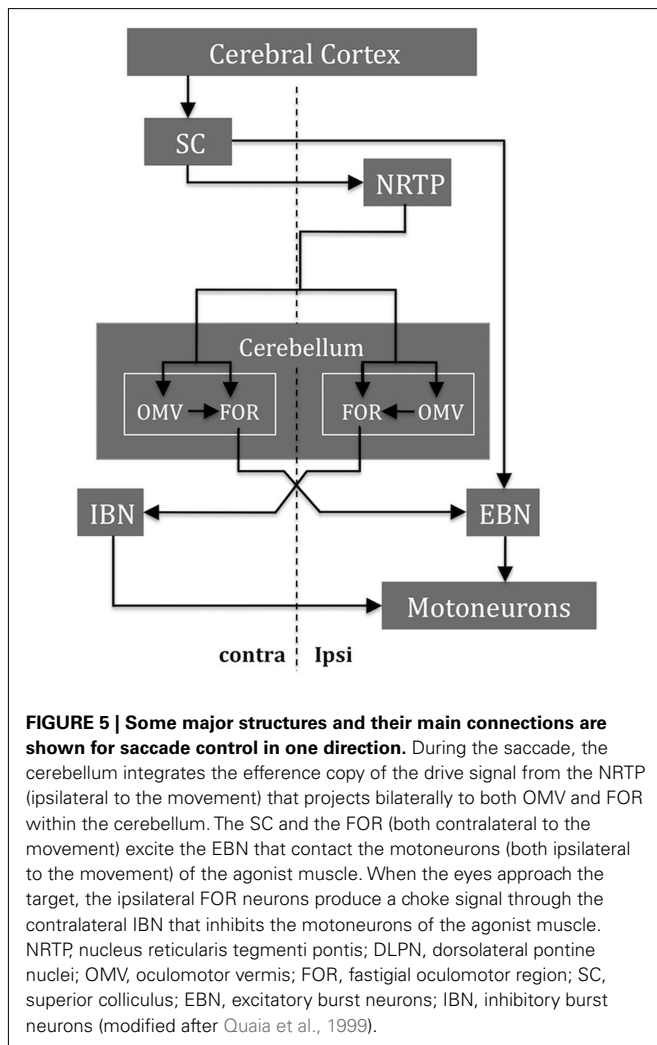 Cerebral Cortex
SC
NRTP
Cerebellum
OMV FOR FOR OMV
IBN EBN
Motoneurons
contra Ipsi
FIGURE 5 | Some major structures and their main connections are
shown for saccade control in one direction. During the saccade, the
cerebellum integrates the efference copy of the drive signal from the NRTP
(ipsilateral to the movement) that projects bilaterally to both OMV and FOR
within the cerebellum. The SC and the FOR (both contralateral to the
movement) excite the EBN that contact the motoneurons (both ipsilateral
to the movement) of the agonist muscle. When the eyes approach the
target, the ipsilateral FOR neurons produce a choke signal through the
contralateral IBN that inhibits the motoneurons of the agonist muscle.
NRTP, nucleus reticularis tegmenti pontis; DLPN, dorsolateral pontine
nuclei; OMV, oculomotor vermis; FOR, fastigial oculomotor region; SC,
superior colliculus; EBN, excitatory burst neurons; IBN, inhibitory burst
neurons (modified after Quaia et al., 1999).